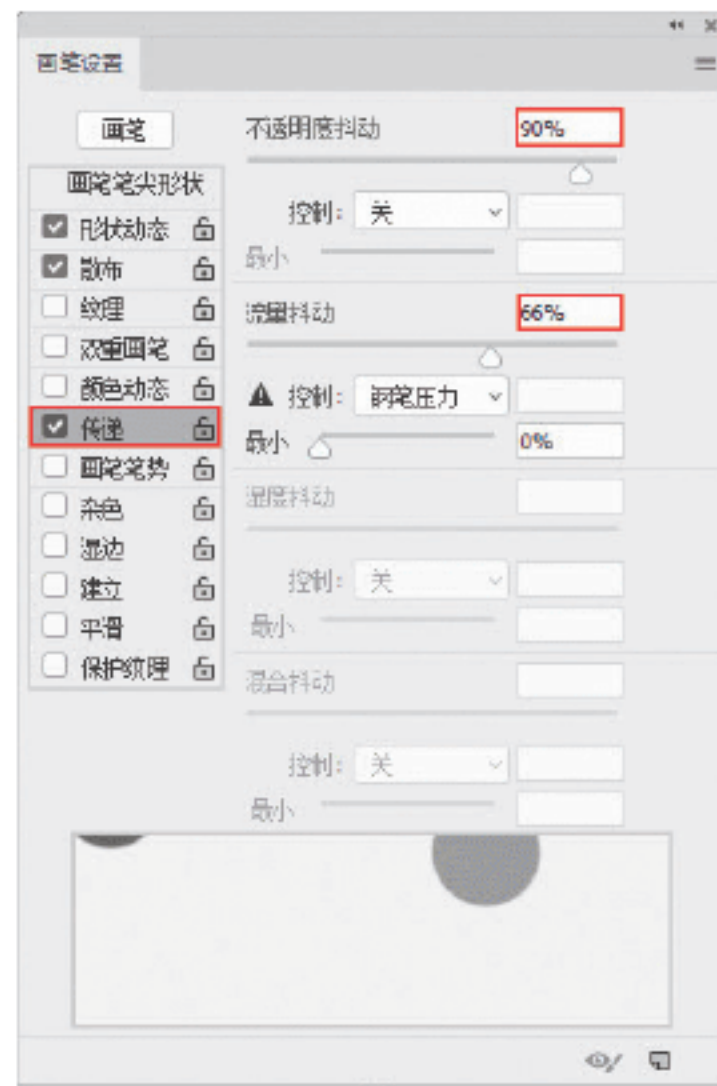 画笔设置
画笔
画笔笔尖形状
形状动态
散布
纹理
双重画笔
颜色动态
传递
画笔笔势
杂色
湿边
建立
平滑
保护纹理
不透明度抖动 90%
控制: 关
最小
流量抖动 66%
控制: 钢笔压力
最小 0%
湿度抖动
控制: 关
最小
混合抖动
控制: 关
最小